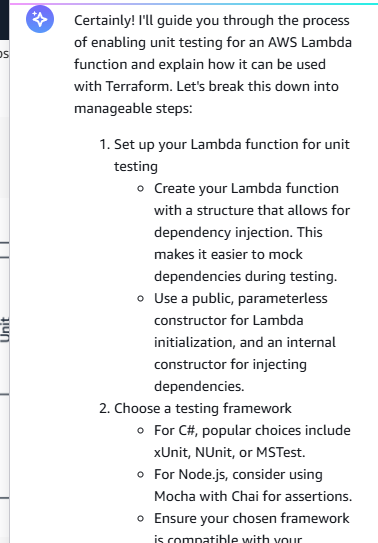 Certainly! I'll guide you through the process
of enabling unit testing for an AWS Lambda
function and explain how it can be used
with Terraform. Let's break this down into
manageable steps:
1. Set up your Lambda function for unit
testing
○ Create your Lambda function
with a structure that allows for
dependency injection. This
makes it easier to mock
dependencies during testing.
○ Use a public, parameterless
constructor for Lambda
initialization, and an internal
constructor for injecting
dependencies.
2. Choose a testing framework
○ For C#, popular choices include
xUnit, NUnit, or MSTest.
○ For Node.js, consider using
Mocha with Chai for assertions.
○ Ensure your chosen framework
is compatible with your
Unit